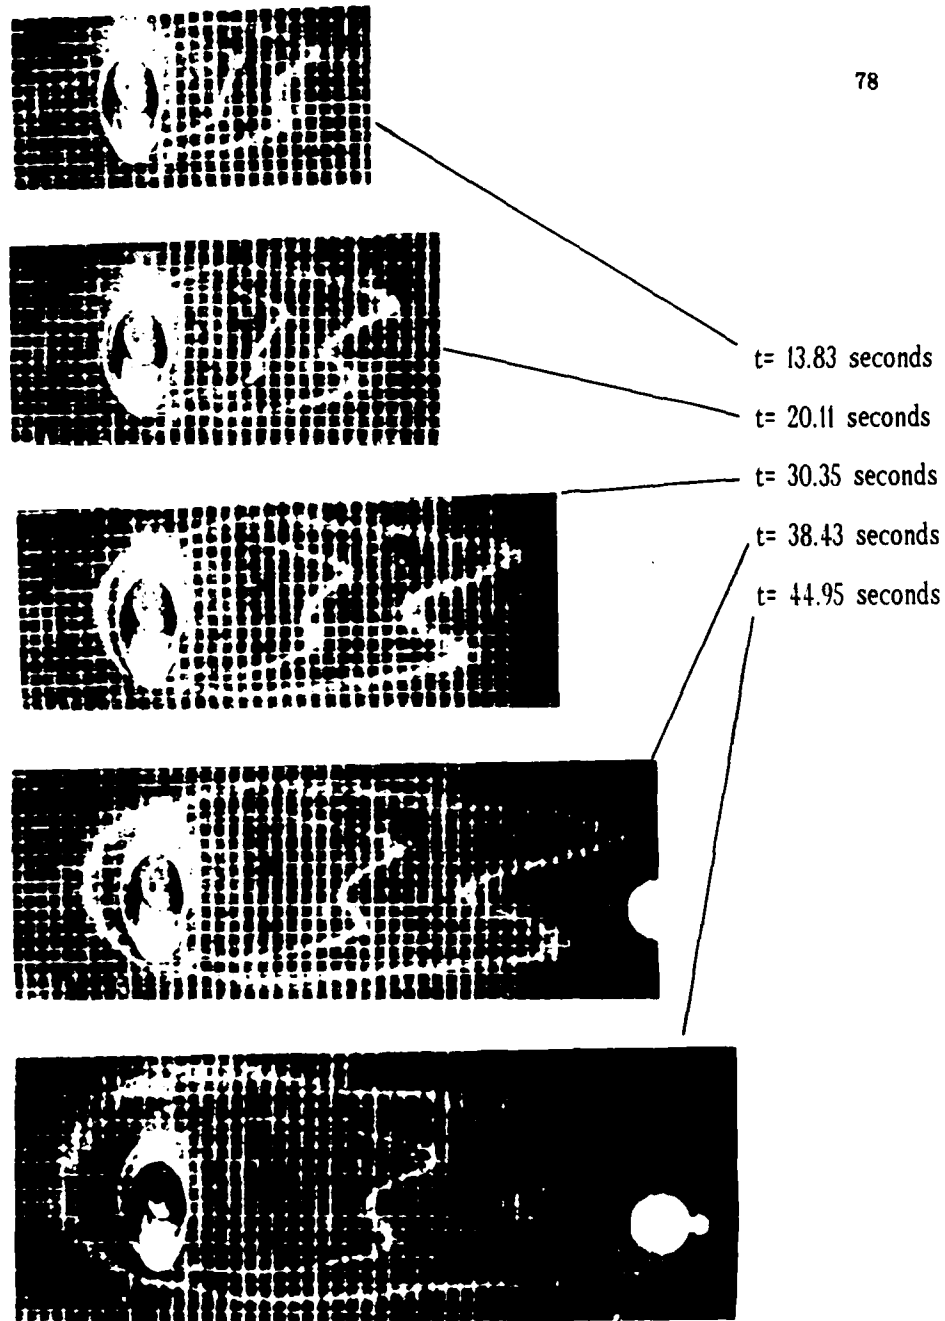 78
t= 13.83 seconds
t= 20.11 seconds
t= 30.35 seconds
t= 38.43 seconds
t= 44.95 seconds